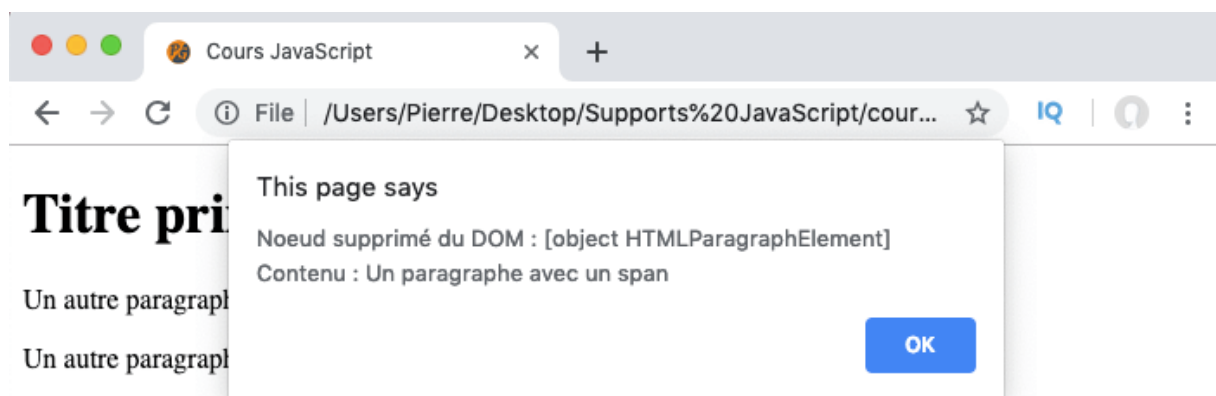 Cours JavaScript
File /Users/Pierre/Desktop/Supports%20JavaScript/cour...
IQ
This page says
Titre pri
Noeud supprimé du DOM : [object HTMLParagraphElement]
Contenu : Un paragraphe avec un span
Un autre paragraph
OK
Un autre paragraph